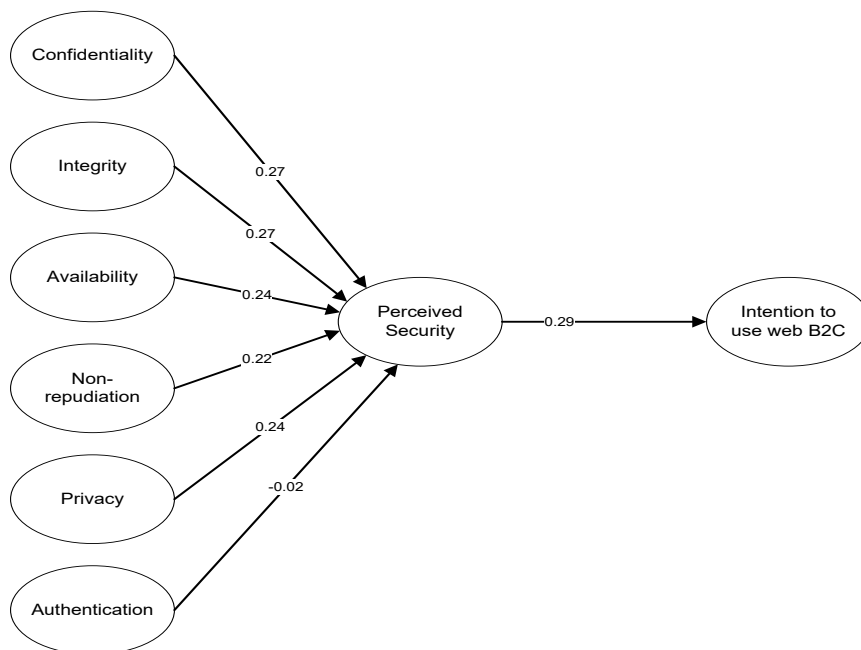 Confidentiality
0.27
Integrity
0.27
Availability
0.24
Perceived
Security
0.29
Intention to
use web B2C
Non-
repudiation
0.22
Privacy
0.24
-0.02
Authentication